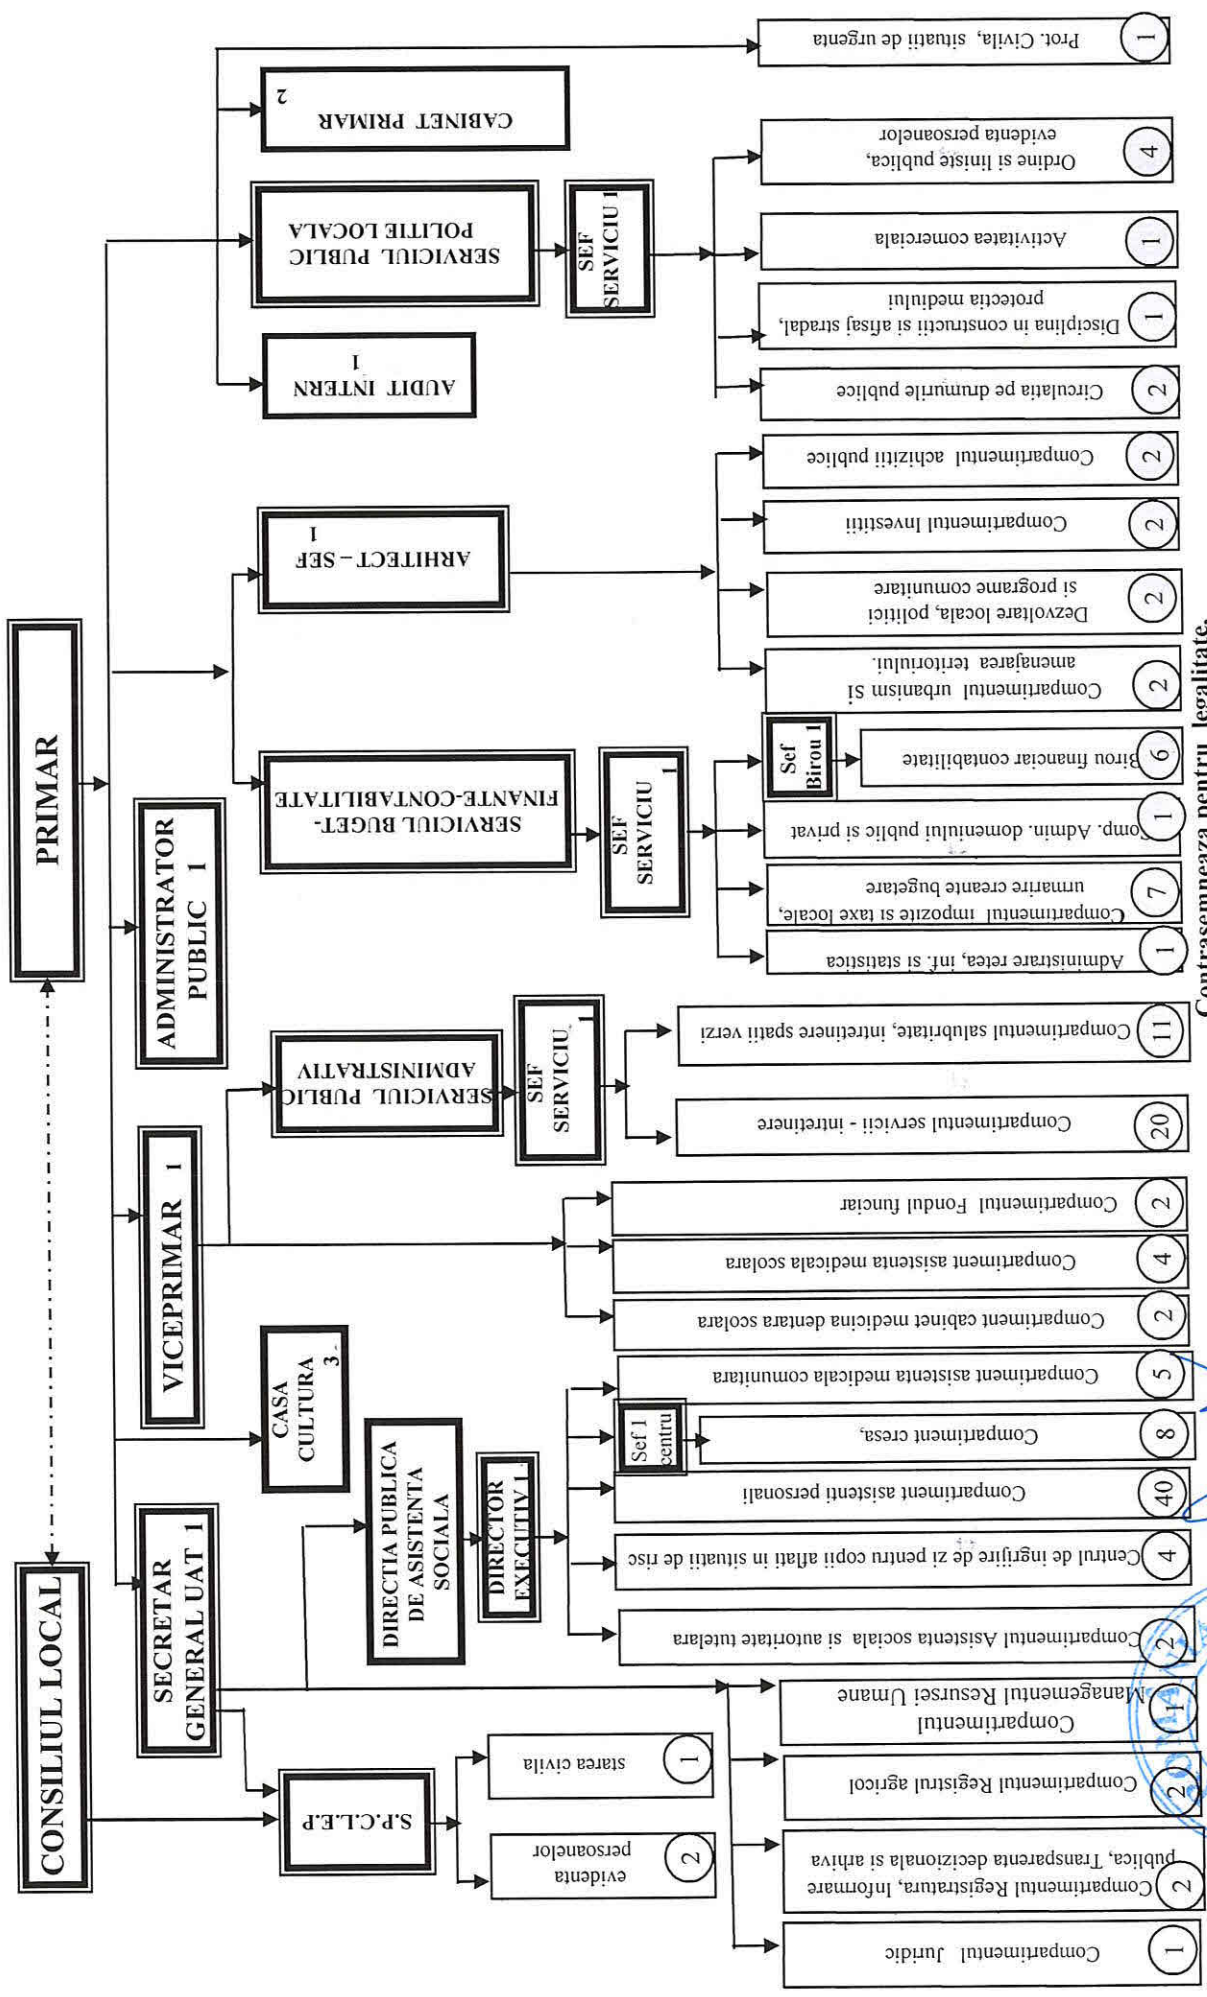 CONSILIUL LOCAL
PRIMAR
SECRETAR
GENERAL UAT 1
VICEPRIMAR 1
ADMINISTRATOR
PUBLIC 1
S.P.C.L.E.P
CASA
CULTURA
3
SERVICIUL PUBLIC
ADMINISTRATIV
SERVICIUL BUGET-
FINANTE-CONTABILITATE
ARHITECT – SEF
1
AUDIT INTERN
1
SERVICIUL PUBLIC
POLITIE LOCALA
CABINET PRIMAR
2
DIRECTIA PUBLICA
DE ASISTENTA
SOCIALA
DIRECTOR
EXECUTIV 1
SEF
SERVICIU 1
SEF
SERVICIU 1
SEF
SERVICIU 1
evidenta
persoanelor
2
starea civila
1
Compartimentul Juridic
1
Compartimentul Registratura, Informare
publica, Transparenta decizionala si arhiva
2
Compartimentul Registrul agricol
2
Compartimentul
Managementul Resursei Umane
1
Compartimentul Asistenta sociala si autoritate tutelara
2
Centrul de ingrijire de zi pentru copii aflati in situatii de risc
4
Compartiment asistenti personali
40
Sef 1
centru
Compartiment cresa,
8
Compartiment asistenta medicala comunitara
5
Compartiment cabinet medicina dentara scolara
2
Compartiment asistenta medicala scolara
4
Compartimentul Fondul funciar
2
Compartimentul servicii - intretinere
20
Compartimentul salubritate, intretinere spatii verzi
11
Administrare retea, inf. si statistica
1
Compartimentul impozite si taxe locale,
urmarire creante bugetare
7
Comp. Admin. domeniului public si privat
1
Sef
Birou 1
Birou financiar contabilitate
6
Compartimentul urbanism SI
amenajarea teritoriului.
2
Dezvoltare locala, politici
si programe comunitare
2
Compartimentul Investitii
2
Compartimentul achizitii publice
2
Circulatia pe drumurile publice
2
Disciplina in constructii si afisaj stradal,
protectia mediului
1
Activitatea comerciala
1
Ordine si liniste publica,
evidenta persoanelor
4
Prot. Civila, situatii de urgenta
1
Contrasemneaza pentru legalitate,